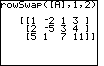 rowSwap([A],1,2)
[[1 -2 1 3 ]
[2 -5 3 4 ]
[5 1 7 11]]